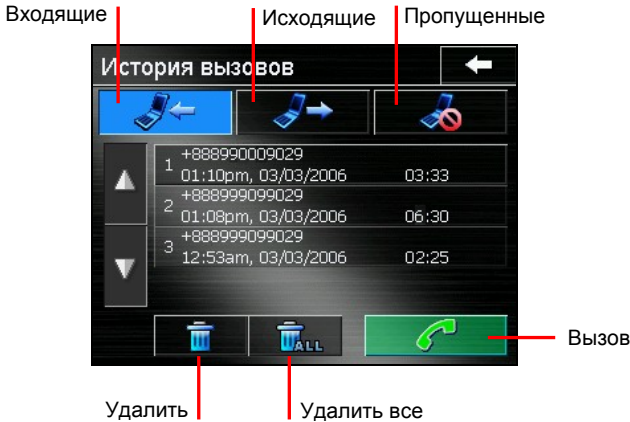 Входящие
Исходящие
Пропущенные
История вызовов
1 +888990009029
01:10pm, 03/03/2006 03:33
2 +888999099029
01:08pm, 03/03/2006 06:30
3 +888999099029
12:53am, 03/03/2006 02:25
ALL
Вызов
Удалить
Удалить все